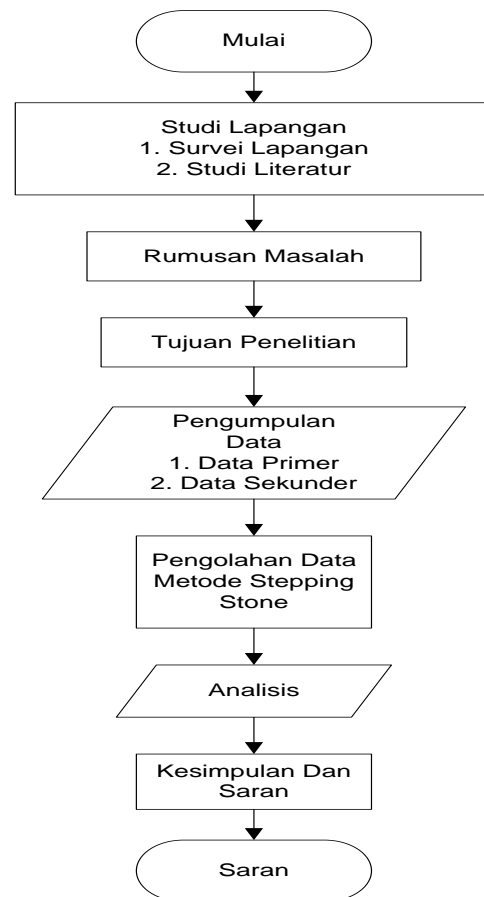 Mulai
Studi Lapangan
1. Survei Lapangan
2. Studi Literatur
Rumusan Masalah
Tujuan Penelitian
Pengumpulan
Data
1. Data Primer
2. Data Sekunder
Pengolahan Data
Metode Stepping
Stone
Analisis
Kesimpulan Dan
Saran
Saran